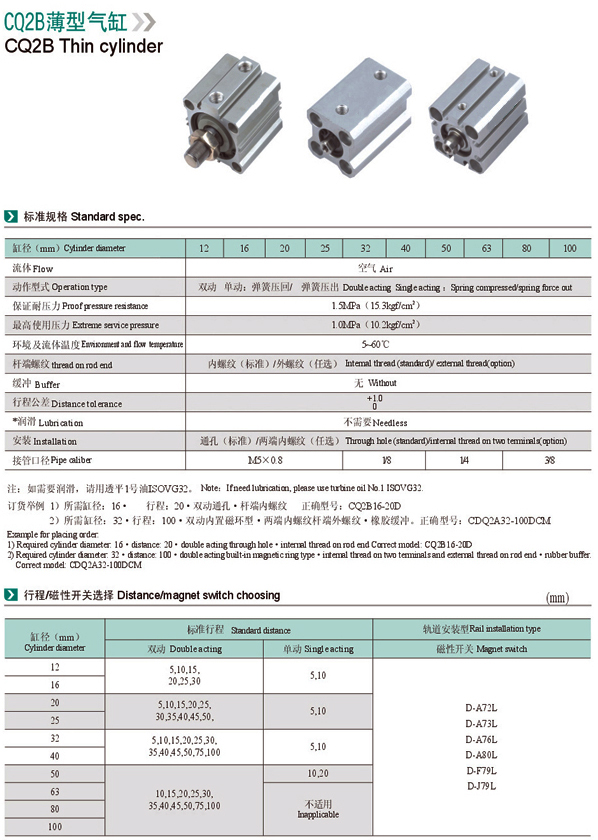 CQ2B薄型气缸
CQ2B Thin cylinder
标准规格 Standard spec.
缸径（mm）Cylinder diameter 12 16 20 25 32 40 50 63 80 100
流体Flow 空气 Air
动作型式 Operation type 双动 单动：弹簧压回/ 弹簧压出 Double acting Single acting：Spring compressed/spring force out
保证耐压力 Proof pressure resistance 1.5MPa（15.3kgf/cm²）
最高使用压力 Extreme service pressure 1.0MPa（10.2kgf/cm²）
环境及流体温度 Environment and flow temperature 5~60℃
杆端螺纹 thread on rod end 内螺纹（标准）/外螺纹（任选） Internal thread (standard)/ external thread(option)
缓冲 Buffer 无 Without
行程公差 Distance tolerance +1.0 0
*润滑 Lubrication 不需要Needless
安装 Installation 通孔（标准）/两端内螺纹（任选） Through hole (standard)/internal thread on two terminals(option)
接管口径Pipe caliber M5×0.8 1/8 1/4 3/8
注：如需要润滑，请用透平1号油ISOVG32。 Note：If need lubrication, please use turbine oil No.1 ISOVG32.
订货举例 1）所需缸径：16· 行程：20·双动通孔·杆端内螺纹 正确型号：CQ2B16-20D
2）所需缸径：32·行程：100·双动内置磁环型·两端内螺纹杆端外螺纹·橡胶缓冲。正确型号：CDQ2A32-100DCM
Example for placing order:
1) Required cylinder diameter: 16·distance: 20·double acting through hole·internal thread on rod end Correct model: CQ2B16-20D
2) Required cylinder diameter: 32·distance: 100·double acting built-in magnetic ring type·internal thread on two terminals and external thread on rod end·rubber buffer.
Correct model: CDQ2A32-100DCM
行程/磁性开关选择 Distance/magnet switch choosing (mm)
缸径（mm） Cylinder diameter 标准行程 Standard distance 轨道安装型Rail installation type
双动 Double acting 单动 Single acting 磁性开关 Magnet switch
12
16
5,10,15,
20,25,30
5,10
20
25
5,10,15,20,25,
30,35,40,45,50,
5,10
32
40
5,10,15,20,25,30,
35,40,45,50,75,100
5,10
50
63
80
100
10,15,20,25,30,
35,40,45,50,75,100
10,20
不适用
Inapplicable
D-A72L
D-A73L
D-A76L
D-A80L
D-F79L
D-J79L